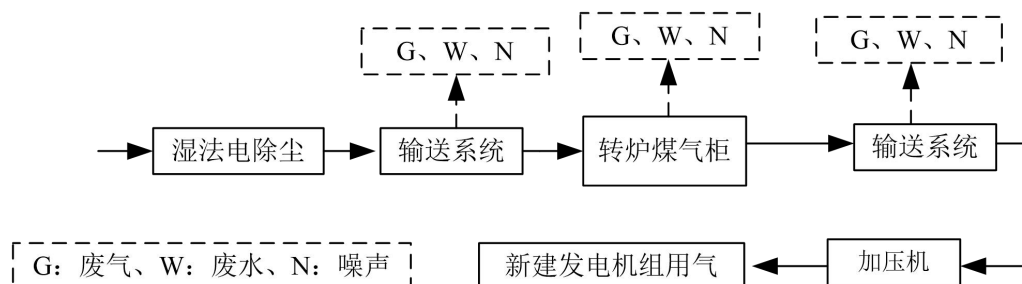 G、W、N
G、W、N
G、W、N
湿法电除尘
输送系统
转炉煤气柜
输送系统
G：废气、W：废水、N：噪声
新建发电机组用气
加压机